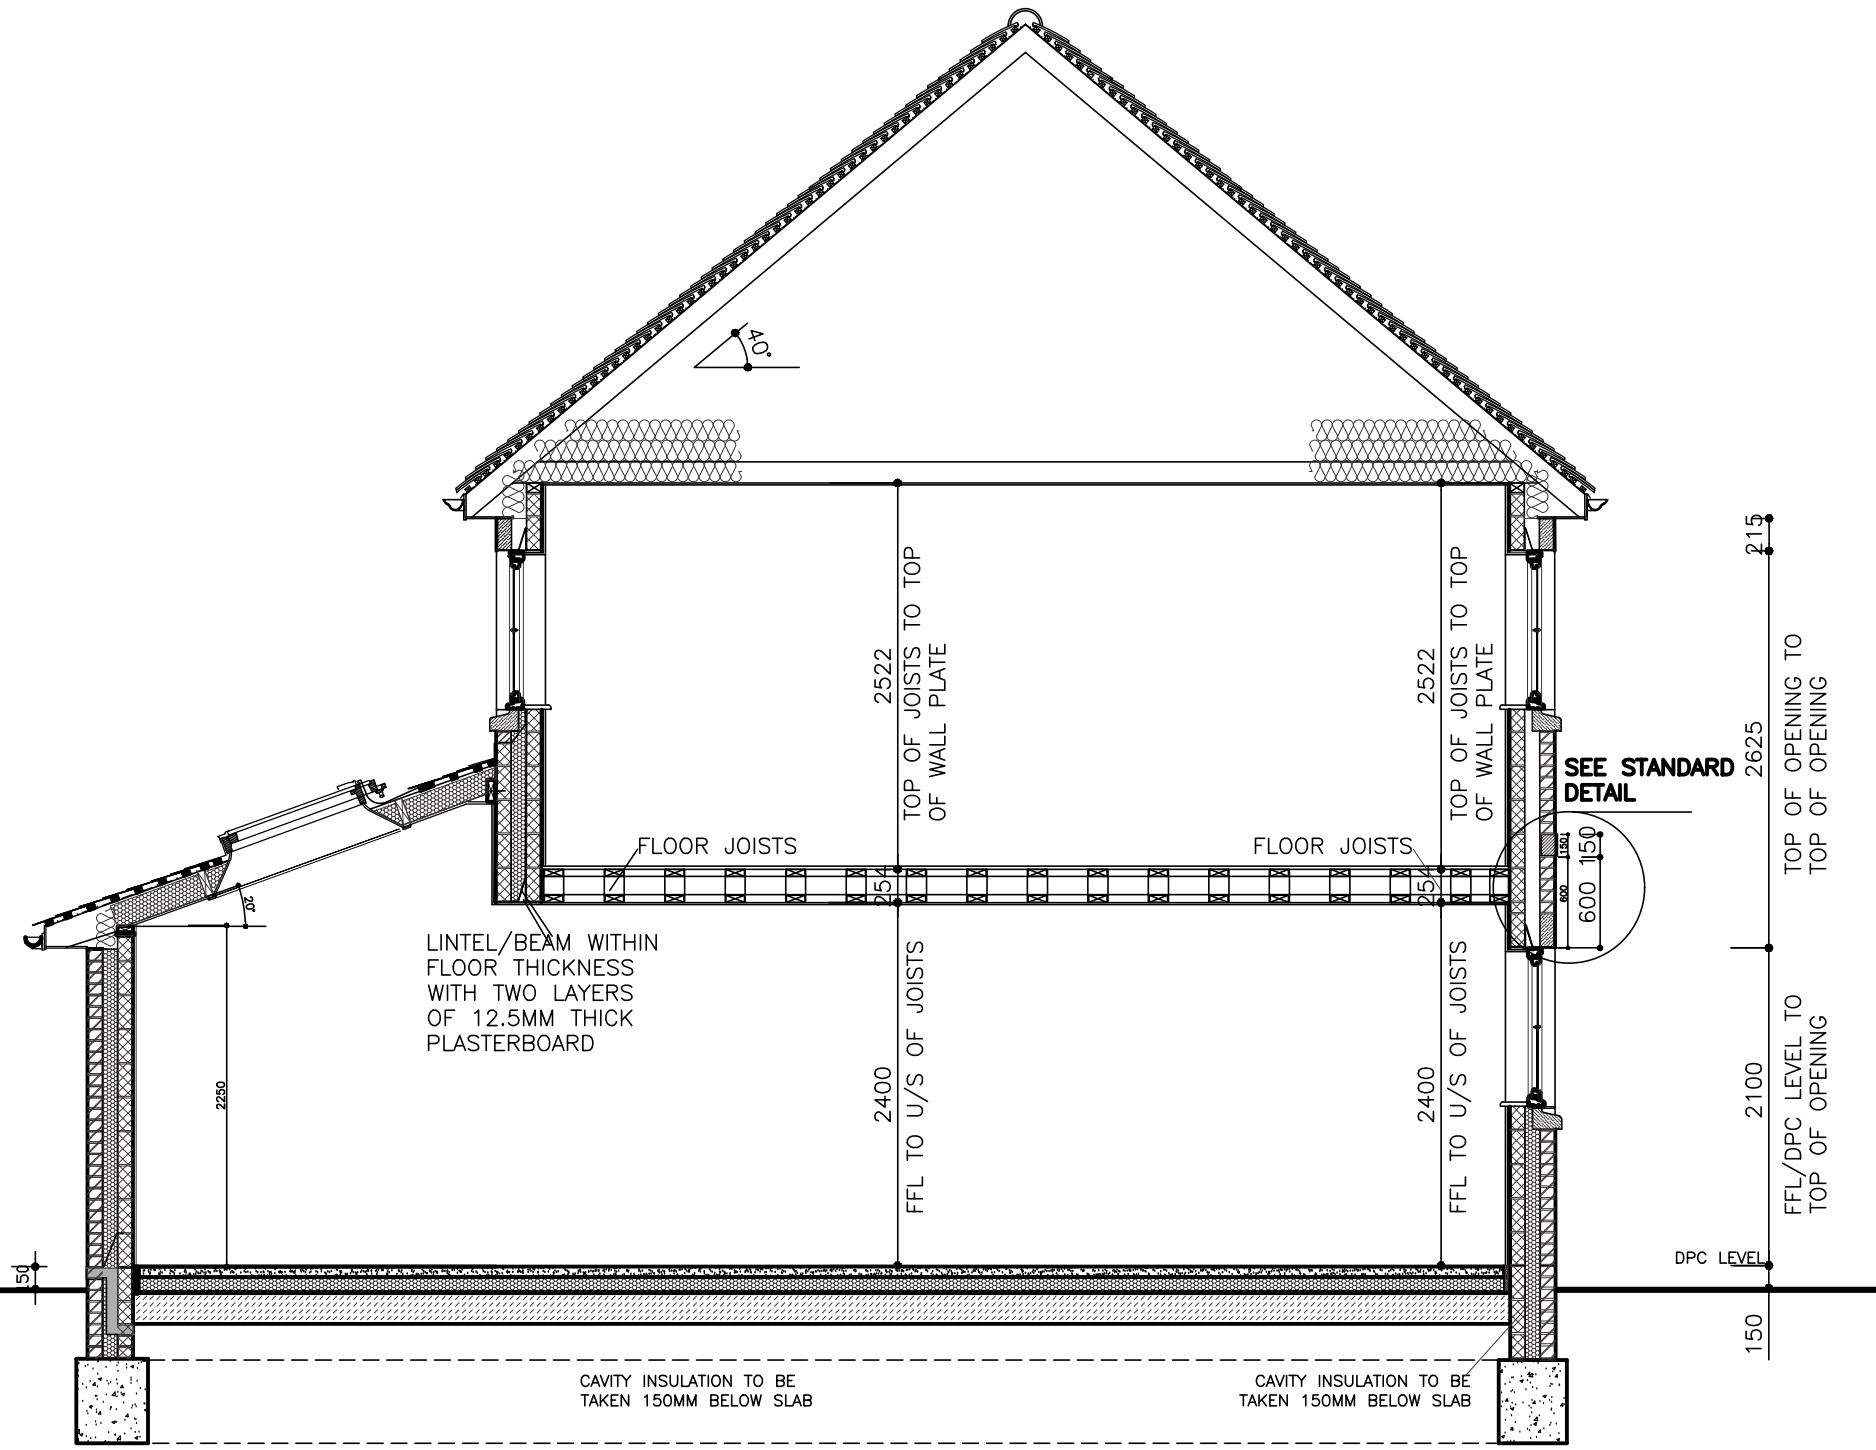 40°
215
2522
TOP OF JOISTS TO TOP
OF WALL PLATE
2522
TOP OF JOISTS TO TOP
OF WALL PLATE
2625
TOP OF OPENING TO
TOP OF OPENING
SEE STANDARD
DETAIL
150
150
600
600
FLOOR JOISTS
FLOOR JOISTS
254
254
20°
LINTEL/BEAM WITHIN
FLOOR THICKNESS
WITH TWO LAYERS
OF 12.5MM THICK
PLASTERBOARD
2250
2400
FFL TO U/S OF JOISTS
2400
FFL TO U/S OF JOISTS
2100
FFL/DPC LEVEL TO
TOP OF OPENING
DPC LEVEL
150
150
CAVITY INSULATION TO BE
TAKEN 150MM BELOW SLAB
CAVITY INSULATION TO BE
TAKEN 150MM BELOW SLAB